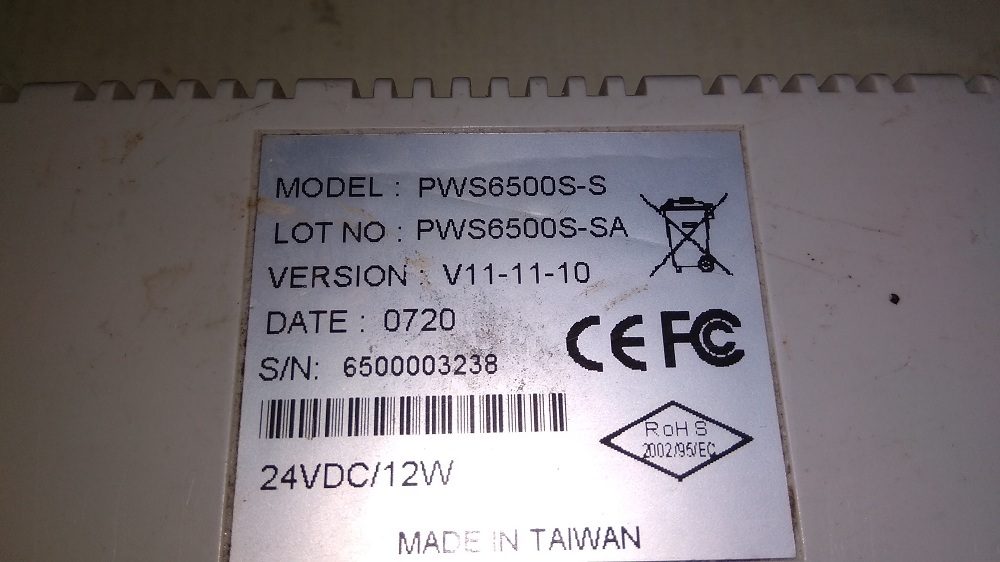 MODEL : PWS6500S-S
LOT NO : PWS6500S-SA
VERSION : V11-11-10
DATE : 0720
S/N: 6500003238
CE FC
RoHS
2002/95/EC
24VDC/12W
MADE IN TAIWAN